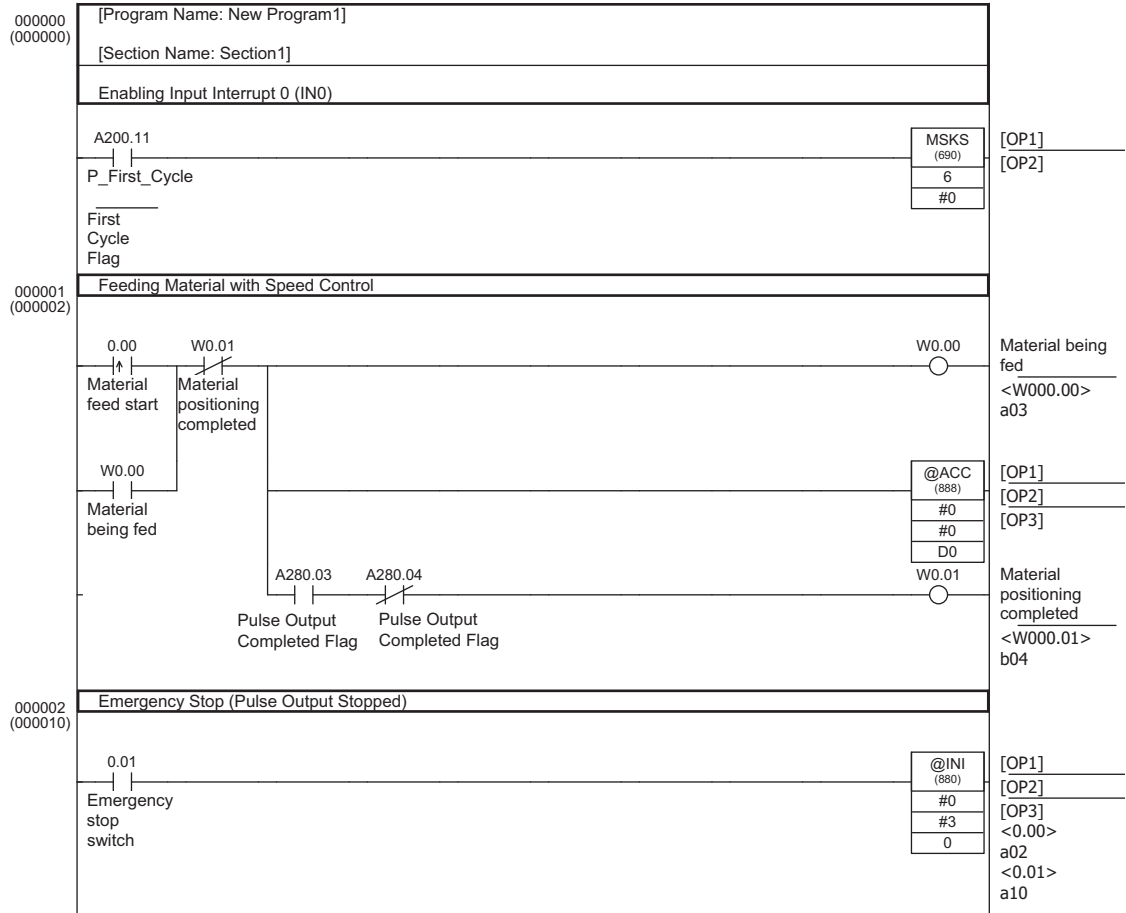 000000
(000000)
[Program Name: New Program1]
[Section Name: Section1]
Enabling Input Interrupt 0 (IN0)
A200.11
P_First_Cycle
First
Cycle
Flag
MSKS
(690)
6
#0
[OP1]
[OP2]
000001
(000002)
Feeding Material with Speed Control
0.00
Material
feed start
W0.01
Material
positioning
completed
W0.00
Material being
fed
<W000.00>
a03
W0.00
Material
being fed
@ACC
(888)
#0
#0
D0
[OP1]
[OP2]
[OP3]
A280.03
Pulse Output
Completed Flag
A280.04
Pulse Output
Completed Flag
W0.01
Material
positioning
completed
<W000.01>
b04
000002
(000010)
Emergency Stop (Pulse Output Stopped)
0.01
Emergency
stop
switch
@INI
(880)
#0
#3
0
[OP1]
[OP2]
[OP3]
<0.00>
a02
<0.01>
a10